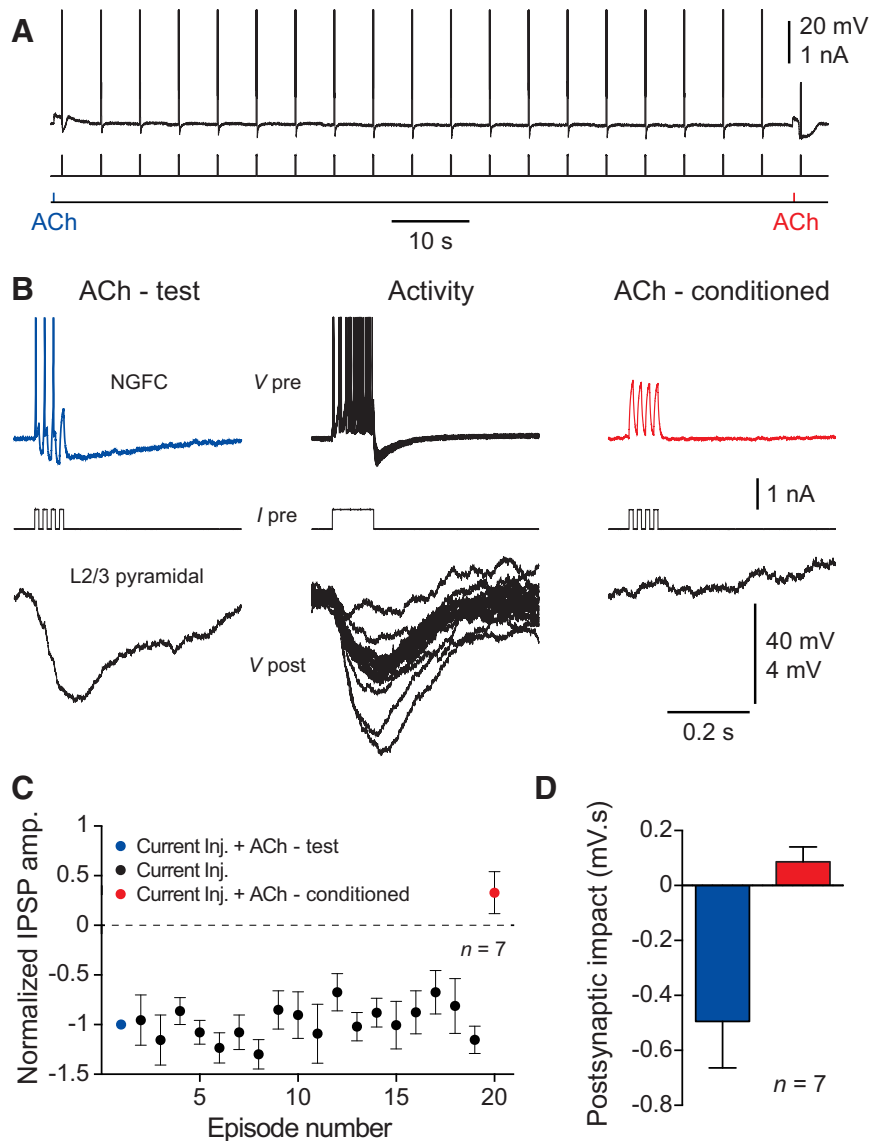 A
20 mV
1 nA
ACh
ACh
10 s
B
ACh - test
Activity
ACh - conditioned
NGFC
V pre
1 nA
I pre
L2/3 pyramidal
V post
40 mV
4 mV
0.2 s
C
D
Normalized IPSP amp.
1
0.5
0
-0.5
-1
-1.5
Current Inj. + ACh - test
Current Inj.
Current Inj. + ACh - conditioned
n = 7
5
10
15
20
Episode number
Postsynaptic impact (mV.s)
0.2
0
-0.2
-0.4
-0.6
-0.8
n = 7